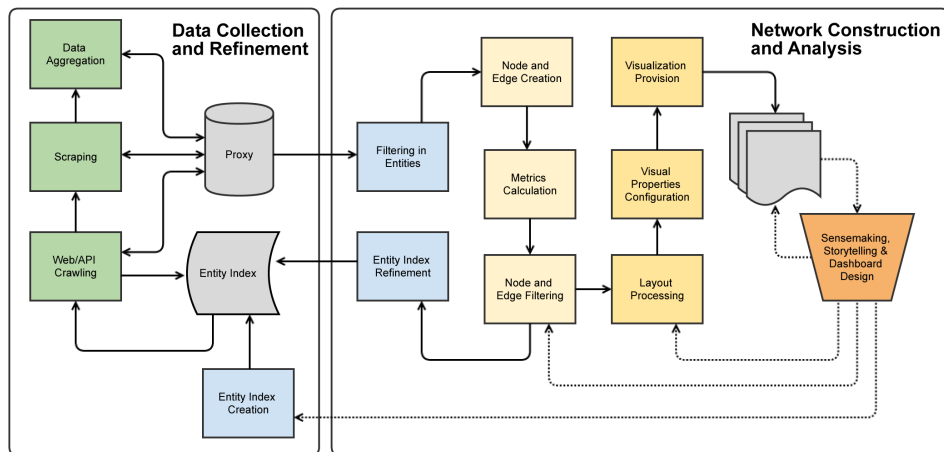 Data Collection
and Refinement
Data
Aggregation
Scraping
Proxy
Web/API
Crawling
Entity Index
Entity Index
Creation
Network Construction
and Analysis
Filtering in
Entities
Entity Index
Refinement
Node and
Edge Creation
Metrics
Calculation
Node and
Edge Filtering
Visualization
Provision
Visual
Properties
Configuration
Layout
Processing
Sensemaking,
Storytelling &
Dashboard
Design